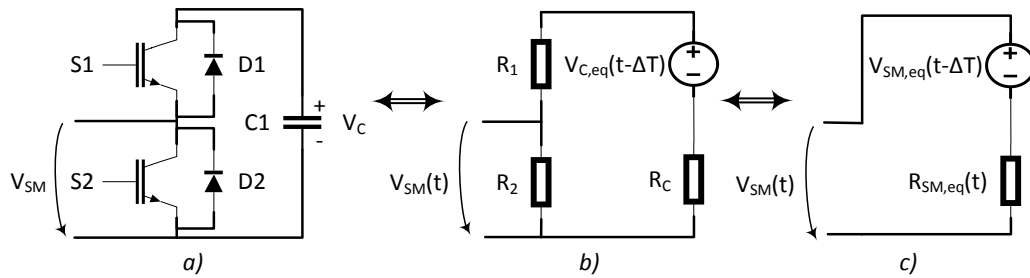 S1
D1
C1
+
-
V_C
V_SM
S2
D2
a)
R_1
V_C,eq(t-ΔT)
+
−
V_SM(t)
R_2
R_C
b)
V_SM,eq(t-ΔT)
+
−
V_SM(t)
R_SM,eq(t)
c)